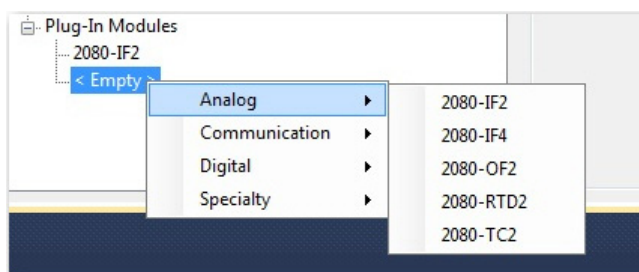 Plug-In Modules
2080-IF2
< Empty >
Analog
Communication
Digital
Specialty
2080-IF2
2080-IF4
2080-OF2
2080-RTD2
2080-TC2